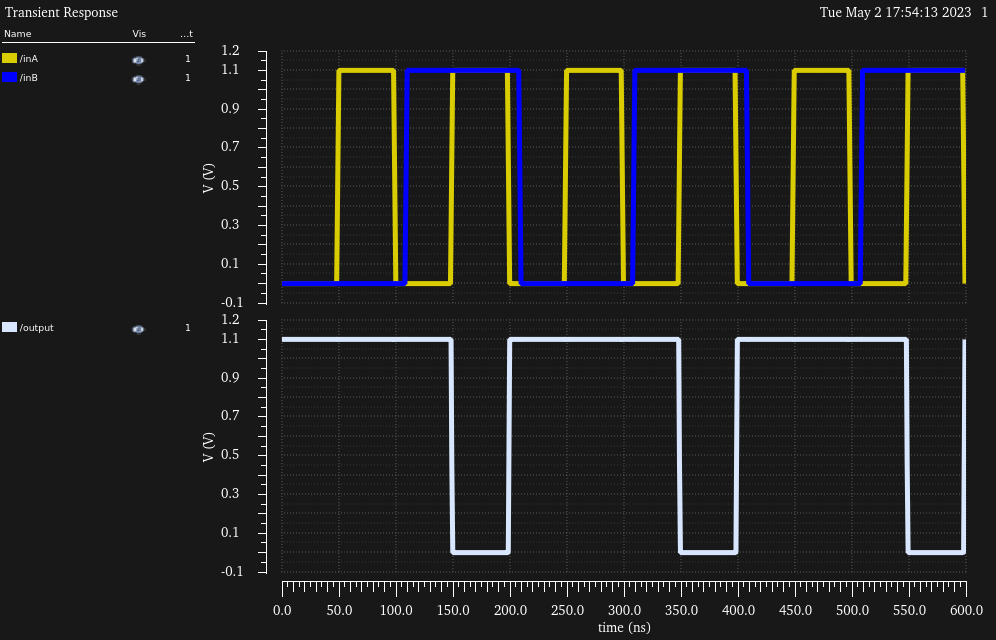 Transient Response
Tue May 2 17:54:13 2023 1
Name Vis ...t
/inA 1
/inB 1
1.2
1.1
0.9
0.7
0.5
0.3
0.1
-0.1
V (V)
/output 1
1.2
1.1
0.9
0.7
0.5
0.3
0.1
-0.1
V (V)
0.0 50.0 100.0 150.0 200.0 250.0 300.0 350.0 400.0 450.0 500.0 550.0 600.0
time (ns)